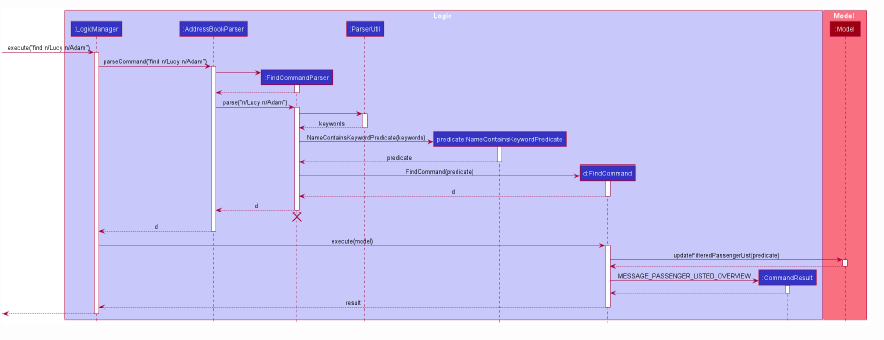 Logic
Model
:LogicManager
:AddressBookParser
ParserUtil
:Model
execute("find n/Lucy n/Adam")
parseCommand("find n/Lucy n/Adam")
:FindCommandParser
parse("n/Lucy n/Adam")
keywords
NameContainsKeywordPredicate(keywords)
predicate:NameContainsKeywordPredicate
predicate
FindCommand(predicate)
d:FindCommand
d
d
d
execute(model)
updateFilteredPassengerList(predicate)
MESSAGE_PASSENGER_LISTED_OVERVIEW
:CommandResult
result